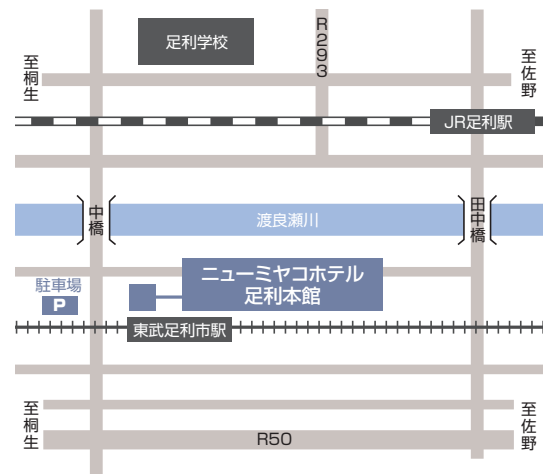 足利学校
R293
至桐生
至佐野
JR足利駅
中橋
渡良瀬川
田中橋
ニューミヤコホテル
足利本館
駐車場
P
東武足利市駅
至桐生
至佐野
R50